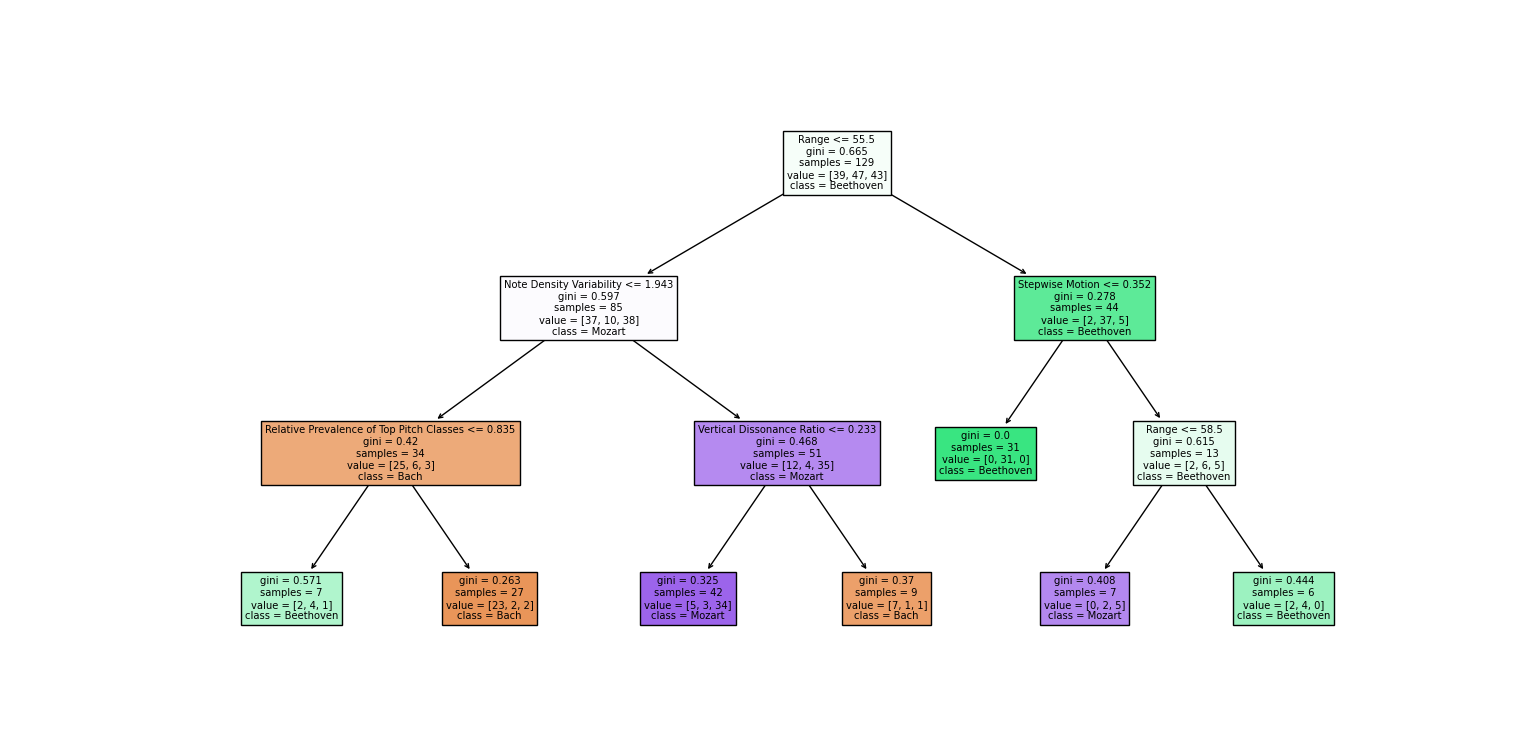 Range <= 55.5
gini = 0.665
samples = 129
value = [39, 47, 43]
class = Beethoven
Note Density Variability <= 1.943
gini = 0.597
samples = 85
value = [37, 10, 38]
class = Mozart
Stepwise Motion <= 0.352
gini = 0.278
samples = 44
value = [2, 37, 5]
class = Beethoven
Relative Prevalence of Top Pitch Classes <= 0.835
gini = 0.42
samples = 34
value = [25, 6, 3]
class = Bach
Vertical Dissonance Ratio <= 0.233
gini = 0.468
samples = 51
value = [12, 4, 35]
class = Mozart
gini = 0.0
samples = 31
value = [0, 31, 0]
class = Beethoven
Range <= 58.5
gini = 0.615
samples = 13
value = [2, 6, 5]
class = Beethoven
gini = 0.571
samples = 7
value = [2, 4, 1]
class = Beethoven
gini = 0.263
samples = 27
value = [23, 2, 2]
class = Bach
gini = 0.325
samples = 42
value = [5, 3, 34]
class = Mozart
gini = 0.37
samples = 9
value = [7, 1, 1]
class = Bach
gini = 0.408
samples = 7
value = [0, 2, 5]
class = Mozart
gini = 0.444
samples = 6
value = [2, 4, 0]
class = Beethoven